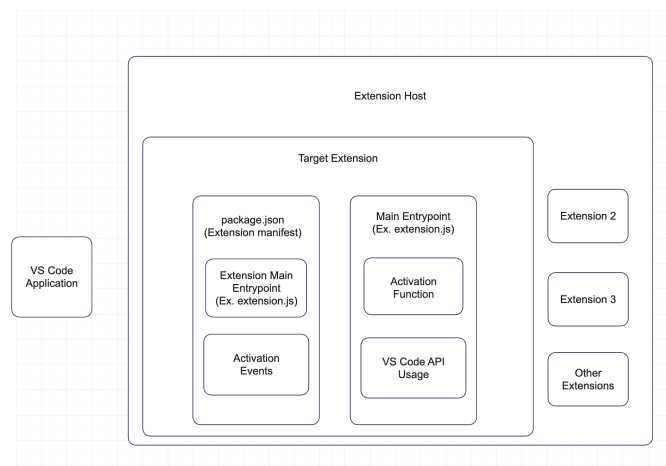 Extension Host
Target Extension
package.json
(Extension manifest)
Extension Main
Entrypoint
(Ex. extension.js)
Activation
Events
Main Entrypoint
(Ex. extension.js)
Activation
Function
VS Code API
Usage
Extension 2
Extension 3
Other
Extensions
VS Code
Application